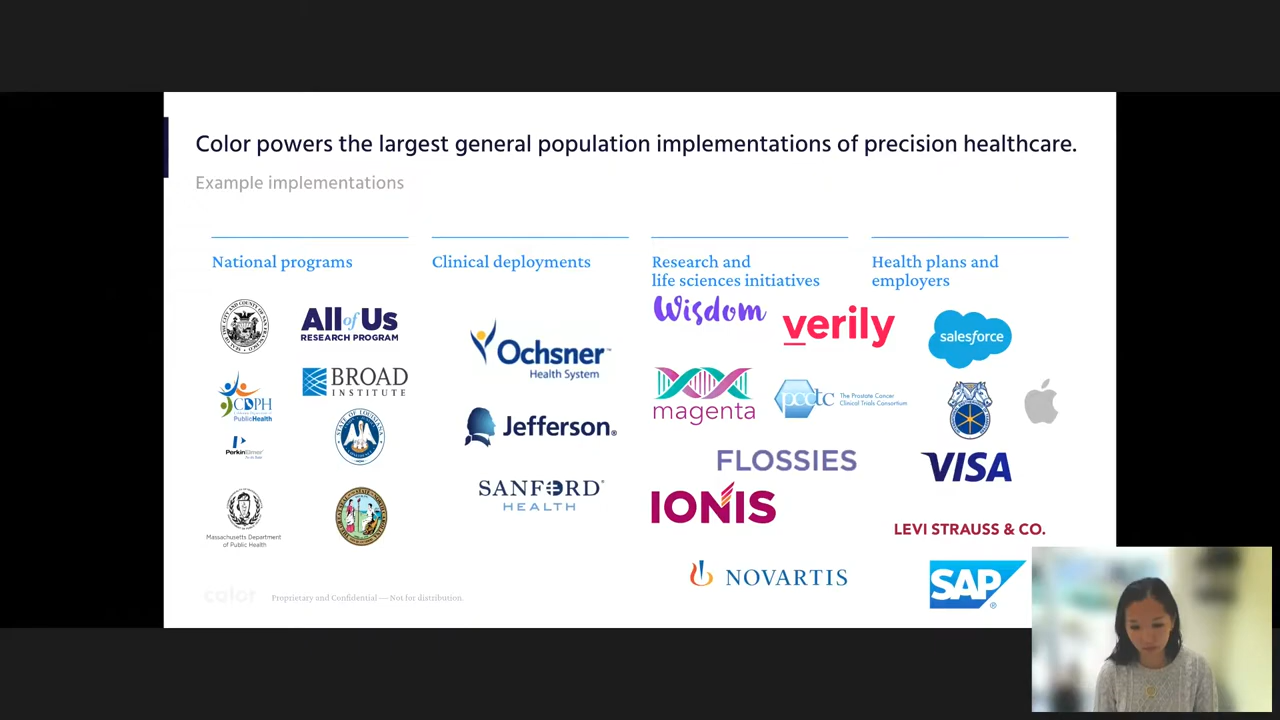 Color powers the largest general population implementations of precision healthcare.
Example implementations
National programs
Clinical deployments
Research and
life sciences initiatives
Health plans and
employers
All of Us
RESEARCH PROGRAM
BROAD
INSTITUTE
CDPH
PublicHealth
PerkinElmer
Massachusetts Department
of Public Health
Ochsner™
Health System
Jefferson®
SANFORD®
HEALTH
Wisdom
verily
magenta
pcctc
The Prostate Cancer
Clinical Trials Consortium
FLOSSIES
IONIS
NOVARTIS
salesforce
VISA
LEVI STRAUSS & CO.
SAP®
color
Proprietary and Confidential — Not for distribution.